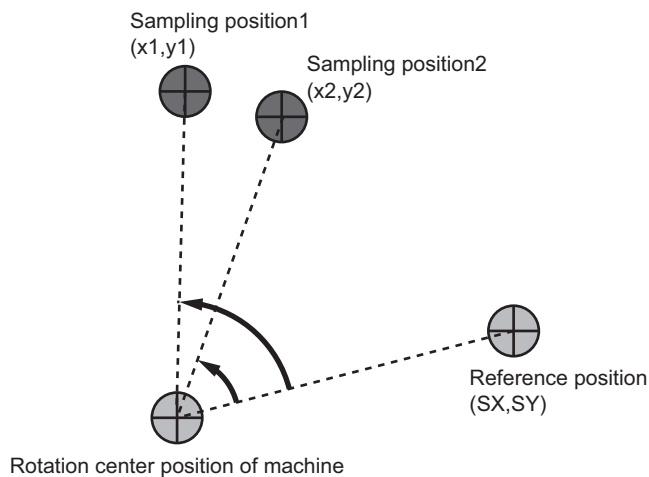 Sampling position1
(x1,y1)
Sampling position2
(x2,y2)
Reference position
(SX,SY)
Rotation center position of machine